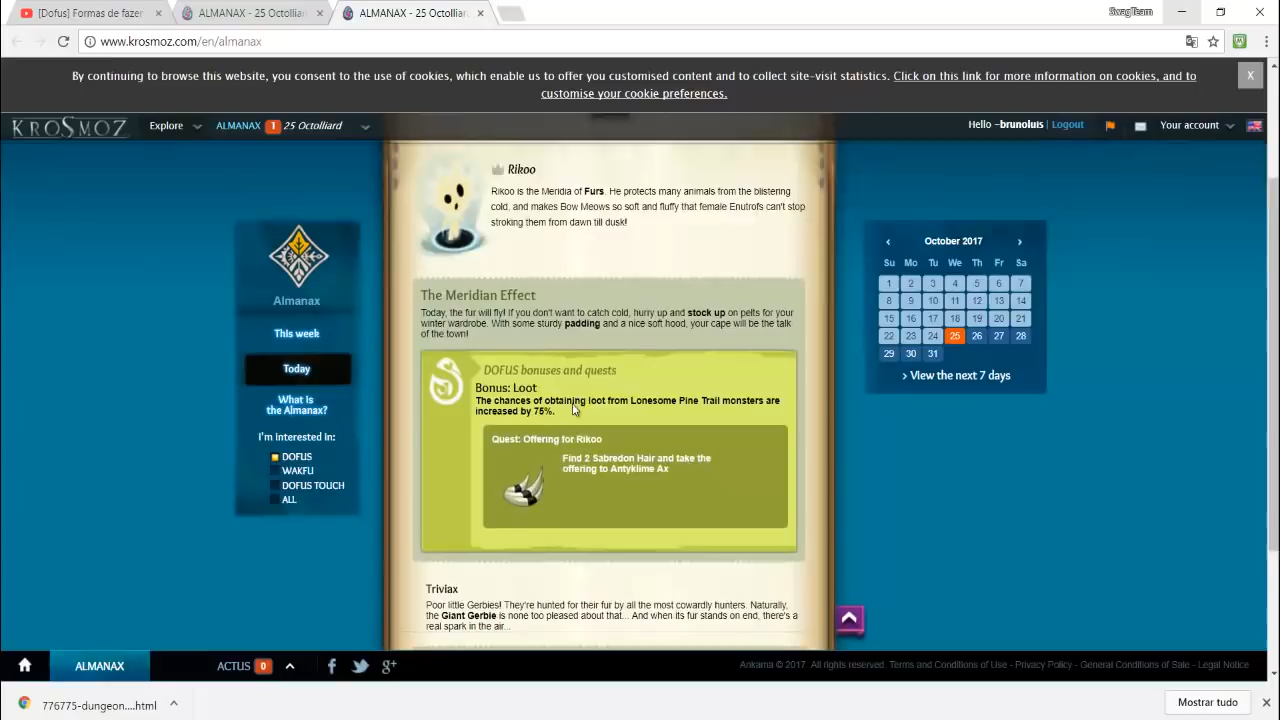 [Dofus] Formas de fazer
ALMANAX - 25 Octolliard
ALMANAX - 25 Octolliar
SwagTeam
www.krosmoz.com/en/almanax
By continuing to browse this website, you consent to the use of cookies, which enable us to offer you customised content and to collect site-visit statistics. Click on this link for more information on cookies, and to
customise your cookie preferences.
X
KROSMOZ
Explore
ALMANAX 1 25 Octolliard
Hello -brunoluis | Logout
Your account
Rikoo
Rikoo is the Meridia of Furs. He protects many animals from the blistering
cold, and makes Bow Meows so soft and fluffy that female Enutrofs can't stop
stroking them from dawn till dusk!
Almanax
This week
Today
What is
the Almanax?
I'm interested in:
DOFUS
WAKFU
DOFUS TOUCH
ALL
The Meridian Effect
Today, the fur will fly! If you don't want to catch cold, hurry up and stock up on pelts for your
winter wardrobe. With some sturdy padding and a nice soft hood, your cape will be the talk
of the town!
DOFUS bonuses and quests
Bonus: Loot
The chances of obtaining loot from Lonesome Pine Trail monsters are
increased by 75%.
Quest: Offering for Rikoo
Find 2 Sabredon Hair and take the
offering to Antyklime Ax
Triviax
Poor little Gerbies! They're hunted for their fur by all the most cowardly hunters. Naturally,
the Giant Gerbie is none too pleased about that... And when its fur stands on end, there's a
real spark in the air...
October 2017
Su Mo Tu We Th Fr Sa
1 2 3 4 5 6 7
8 9 10 11 12 13 14
15 16 17 18 19 20 21
22 23 24 25 26 27 28
29 30 31
> View the next 7 days
ALMANAX
ACTUS 0
Ankama © 2017. All rights reserved. Terms and Conditions of Use - Privacy Policy - General Conditions of Sale - Legal Notice
776775-dungeon....html
Mostrar tudo